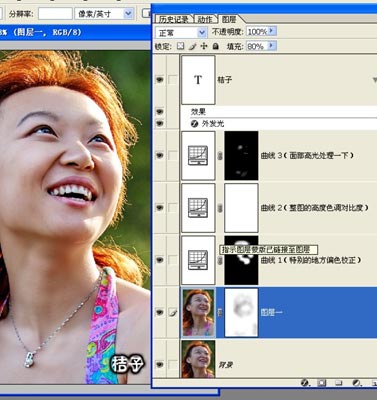 分辨率: 像素/英寸
8% (图层一, RGB/8)
桔子
历史记录 动作 图层
正常 不透明度: 100%
锁定: 填充: 80%
T 桔子
效果
外发光
曲线 3（面部高光处理一下）
曲线 2（整图的高度色调对比度）
指示图层蒙版已链接至图层
曲线 1（特别的地方偏色校正）
图层一
背景